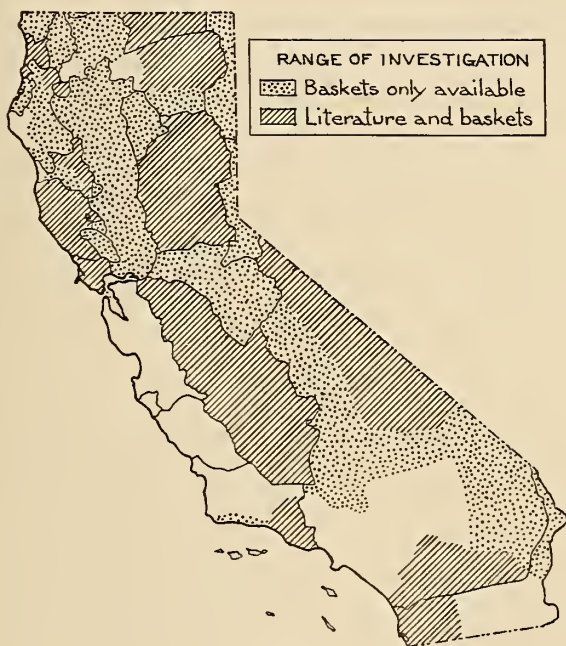 RANGE OF INVESTIGATION
Baskets only available
Literature and baskets